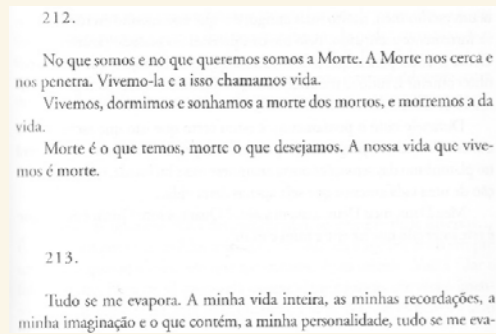 212.
No que somos e no que queremos somos a Morte. A Morte nos cerca e
nos penetra. Vivemo-la e a isso chamamos vida.
Vivemos, dormimos e sonhamos a morte dos mortos, e morremos a da
vida.
Morte é o que temos, morte o que desejamos. A nossa vida que vive-
mos é morte.
213.
Tudo se me evapora. A minha vida inteira, as minhas recordações, a
minha imaginação e o que contém, a minha personalidade, tudo se me eva-